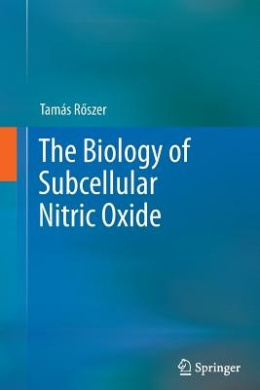 Tamás Rőszer
The Biology of
Subcellular
Nitric Oxide
Springer